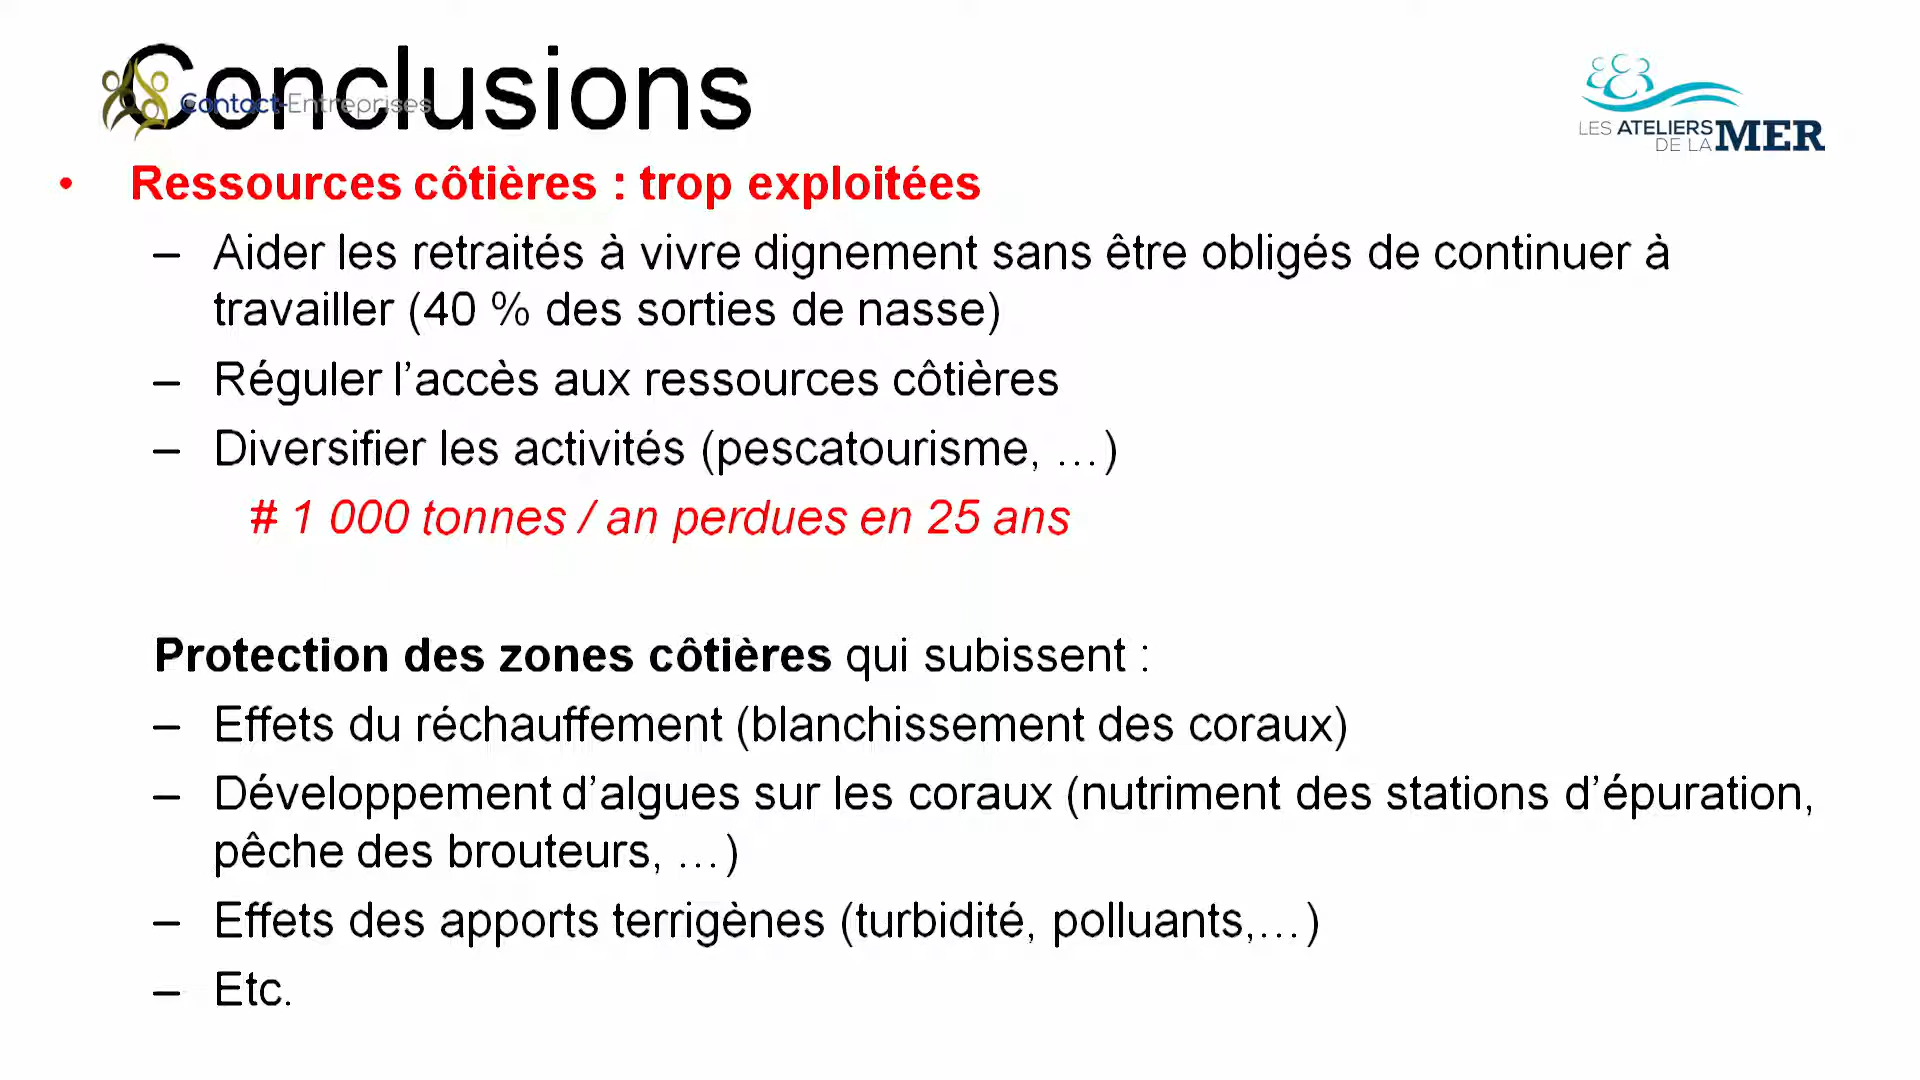 Conclusions
Contact-Entreprises
LES ATELIERS
DE LA MER
• Ressources côtières : trop exploitées
– Aider les retraités à vivre dignement sans être obligés de continuer à
travailler (40 % des sorties de nasse)
– Réguler l’accès aux ressources côtières
– Diversifier les activités (pescatourisme, …)
# 1 000 tonnes / an perdues en 25 ans
Protection des zones côtières qui subissent :
– Effets du réchauffement (blanchissement des coraux)
– Développement d’algues sur les coraux (nutriment des stations d’épuration,
pêche des brouteurs, …)
– Effets des apports terrigènes (turbidité, polluants,…)
– Etc.